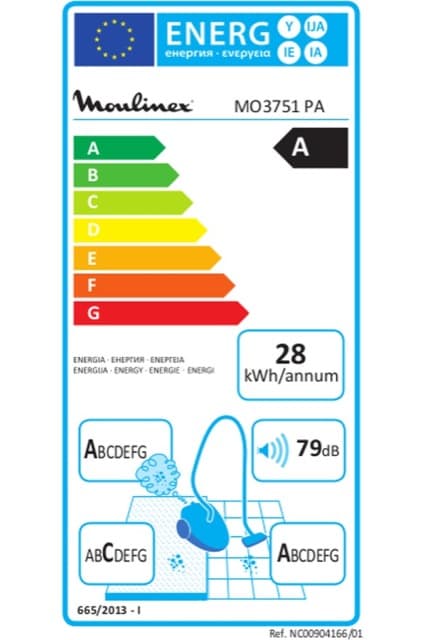 ENERG Y IJA
енергия · ενεργεια IE IA
Moulinex MO3751 PA
A
A
B
C
D
E
F
G
28
kWh/annum
ENERGIA · ЕНЕРГИЯ · ΕΝΕΡΓΕΙΑ
ENERGIJA · ENERGY · ENERGIE · ENERGI
ABCDEFG
79dB
ABCDEFG
ABCDEFG
665/2013 - I
Ref. NC00904166/01